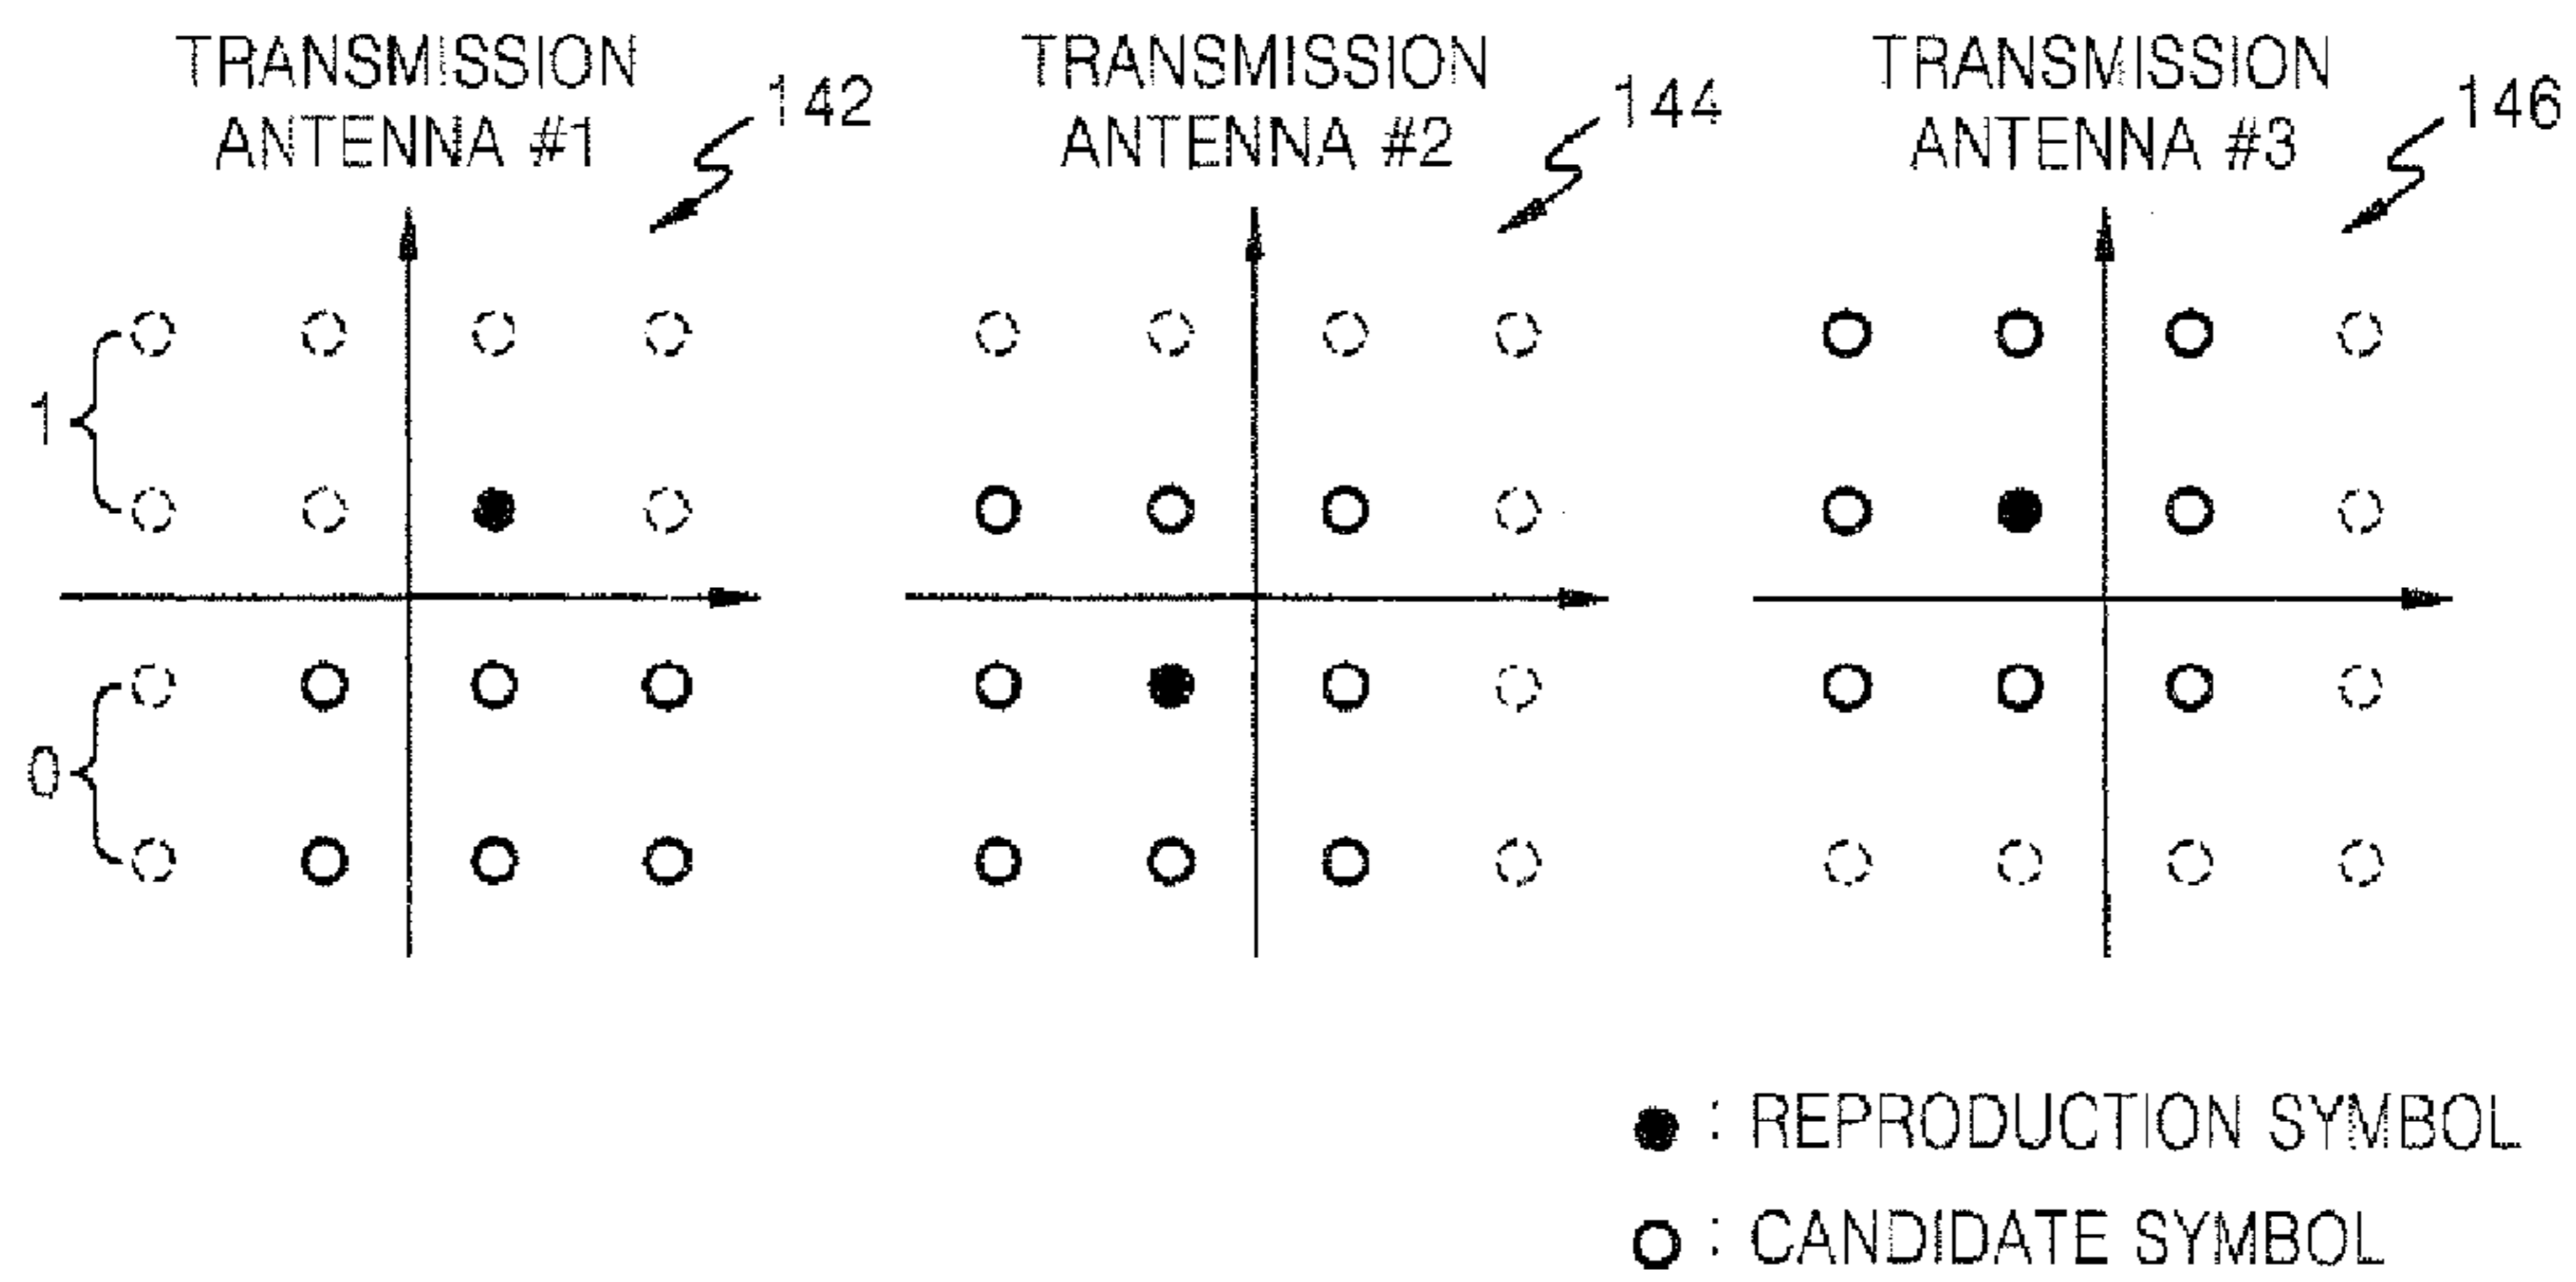 TRANSMISSION
ANTENNA #1
142
TRANSMISSION
ANTENNA #2
144
TRANSMISSION
ANTENNA #3
146
1
0
: REPRODUCTION SYMBOL
: CANDIDATE SYMBOL